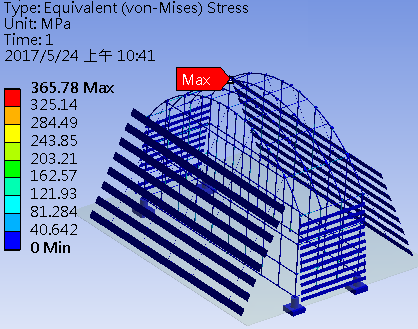 Type: Equivalent (von-Mises) Stress
Unit: MPa
Time: 1
2017/5/24 上午 10:41
Max
365.78 Max
325.14
284.49
243.85
203.21
162.57
121.93
81.284
40.642
0 Min